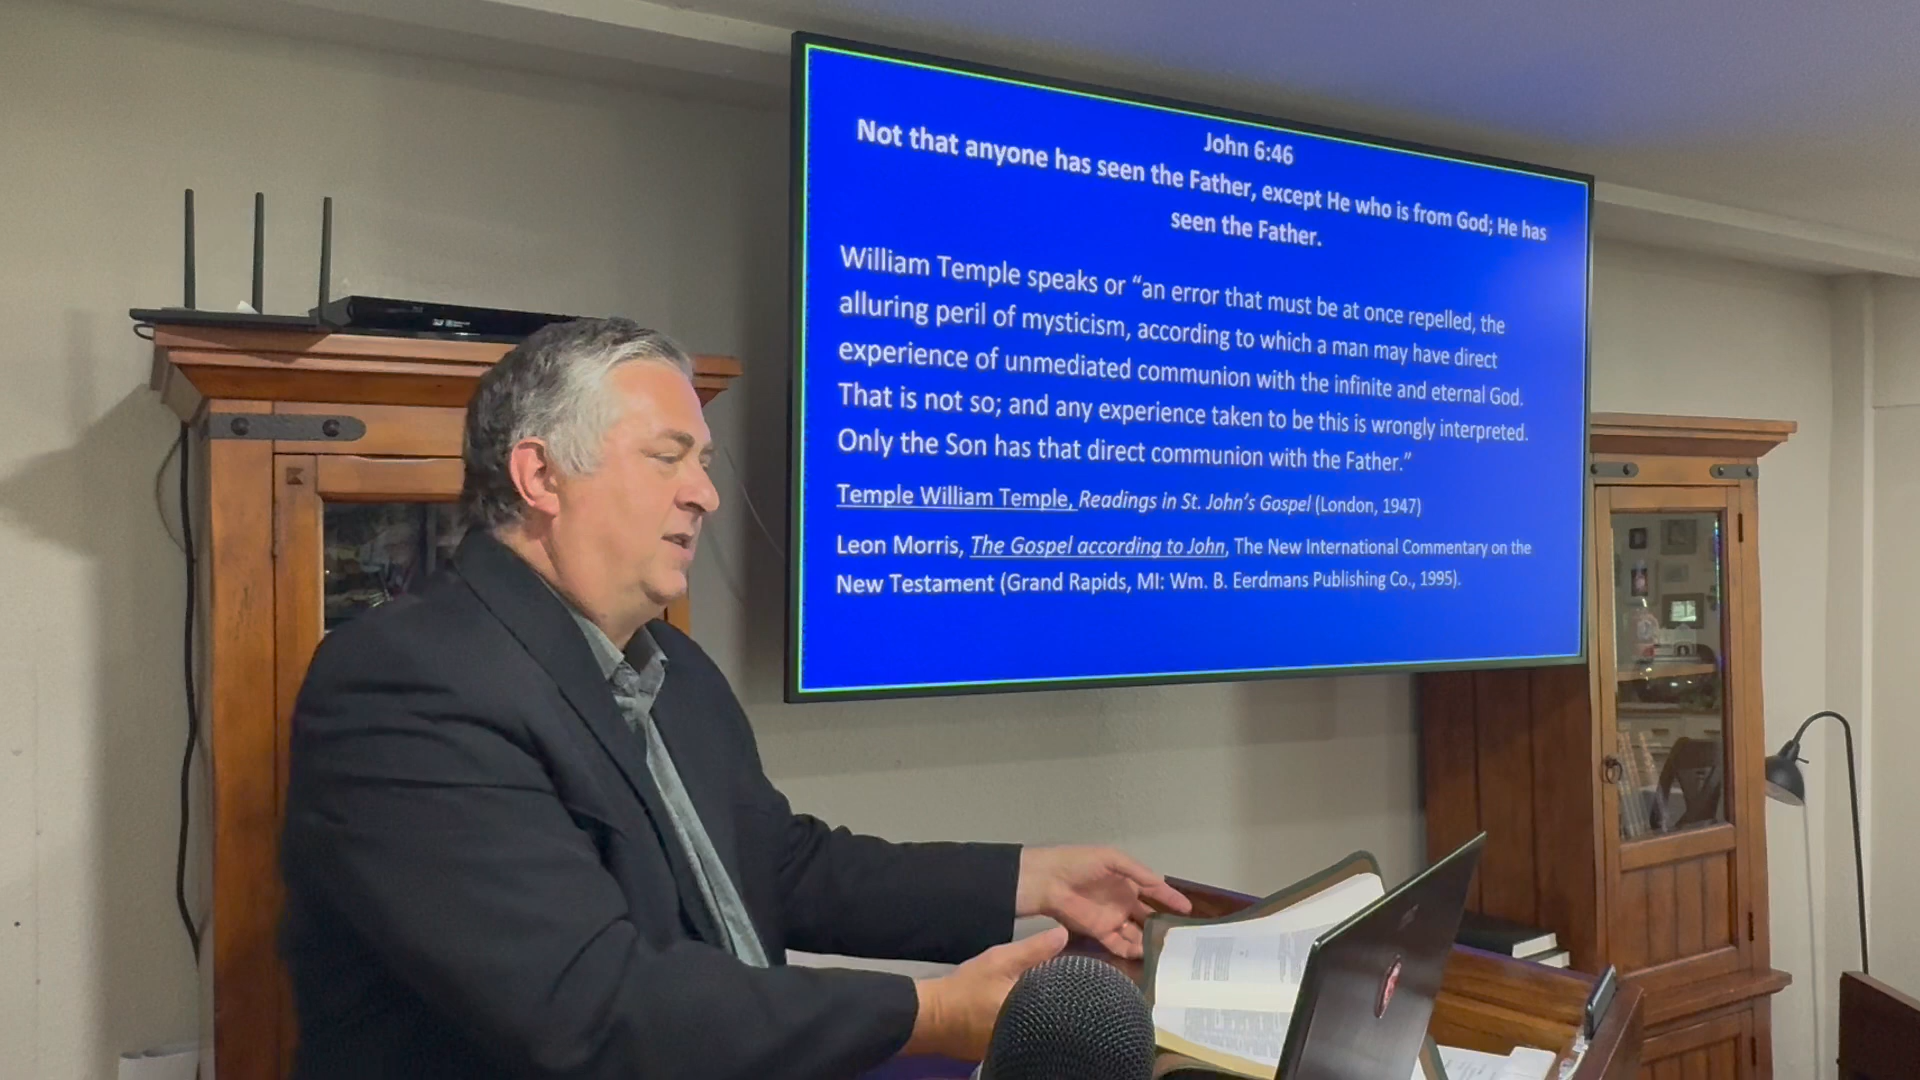 John 6:46
Not that anyone has seen the Father, except He who is from God; He has
seen the Father.
William Temple speaks or “an error that must be at once repelled, the
alluring peril of mysticism, according to which a man may have direct
experience of unmediated communion with the infinite and eternal God.
That is not so; and any experience taken to be this is wrongly interpreted.
Only the Son has that direct communion with the Father.”
Temple William Temple, Readings in St. John’s Gospel (London, 1947)
Leon Morris, The Gospel according to John, The New International Commentary on the
New Testament (Grand Rapids, MI: Wm. B. Eerdmans Publishing Co., 1995).